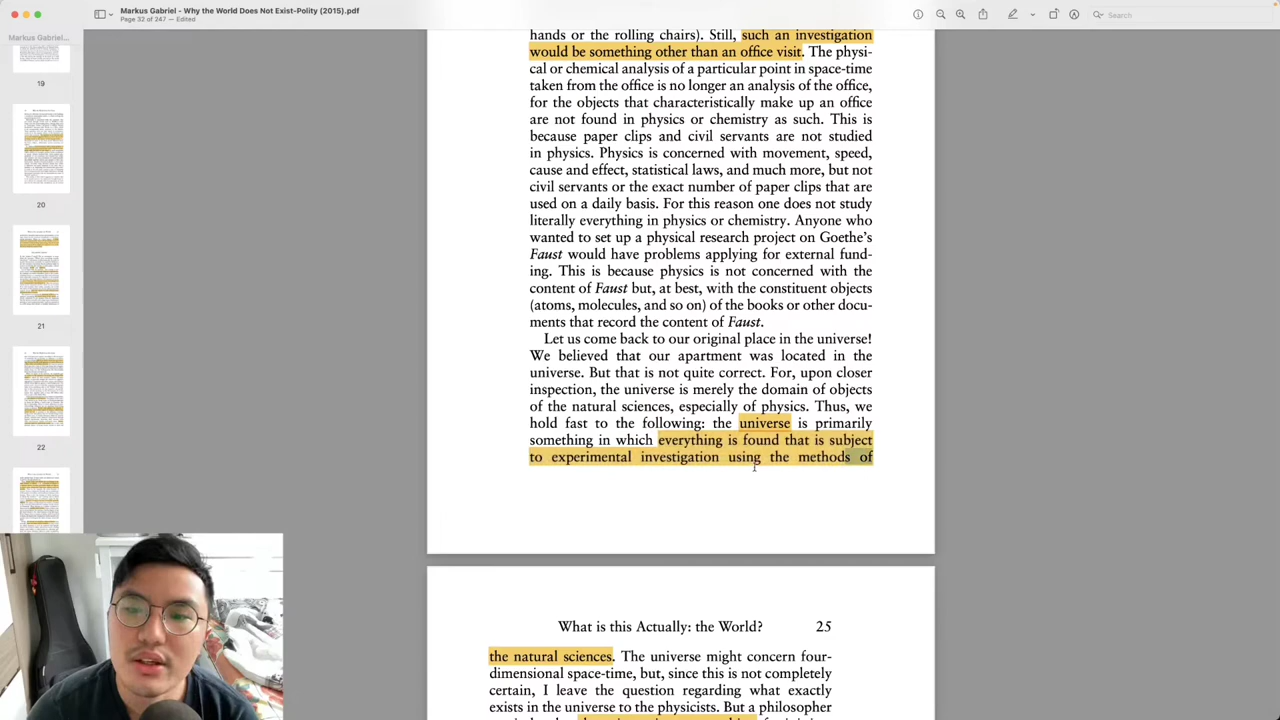 Markus Gabriel - Why the World Does Not Exist-Polity (2015).pdf
Page 32 of 247 — Edited
Search
Markus Gabriel...
19
20
21
22
hands or the rolling chairs). Still, such an investigation
would be something other than an office visit. The physi-
cal or chemical analysis of a particular point in space-time
taken from the office is no longer an analysis of the office,
for the objects that characteristically make up an office
are not found in physics or chemistry as such. This is
because paper clips and civil servants are not studied
in physics. Physics is concerned with movement, speed,
cause and effect, statistical laws, and much more, but not
civil servants or the exact number of paper clips that are
used on a daily basis. For this reason one does not study
literally everything in physics or chemistry. Anyone who
wanted to set up a physical research project on Goethe's
Faust would have problems applying for external fund-
ing. This is because physics is not concerned with the
content of Faust but, at best, with the constituent objects
(atoms, molecules, and so on) of the books or other docu-
ments that record the content of Faust.
Let us come back to our original place in the universe!
We believed that our apartment was located in the
universe. But that is not quite correct. For, upon closer
inspection, the universe is merely the domain of objects
of the natural sciences, especially of physics. Thus, we
hold fast to the following: the universe is primarily
something in which everything is found that is subject
to experimental investigation using the methods of
What is this Actually: the World? 25
the natural sciences. The universe might concern four-
dimensional space-time, but, since this is not completely
certain, I leave the question regarding what exactly
exists in the universe to the physicists. But a philosopher